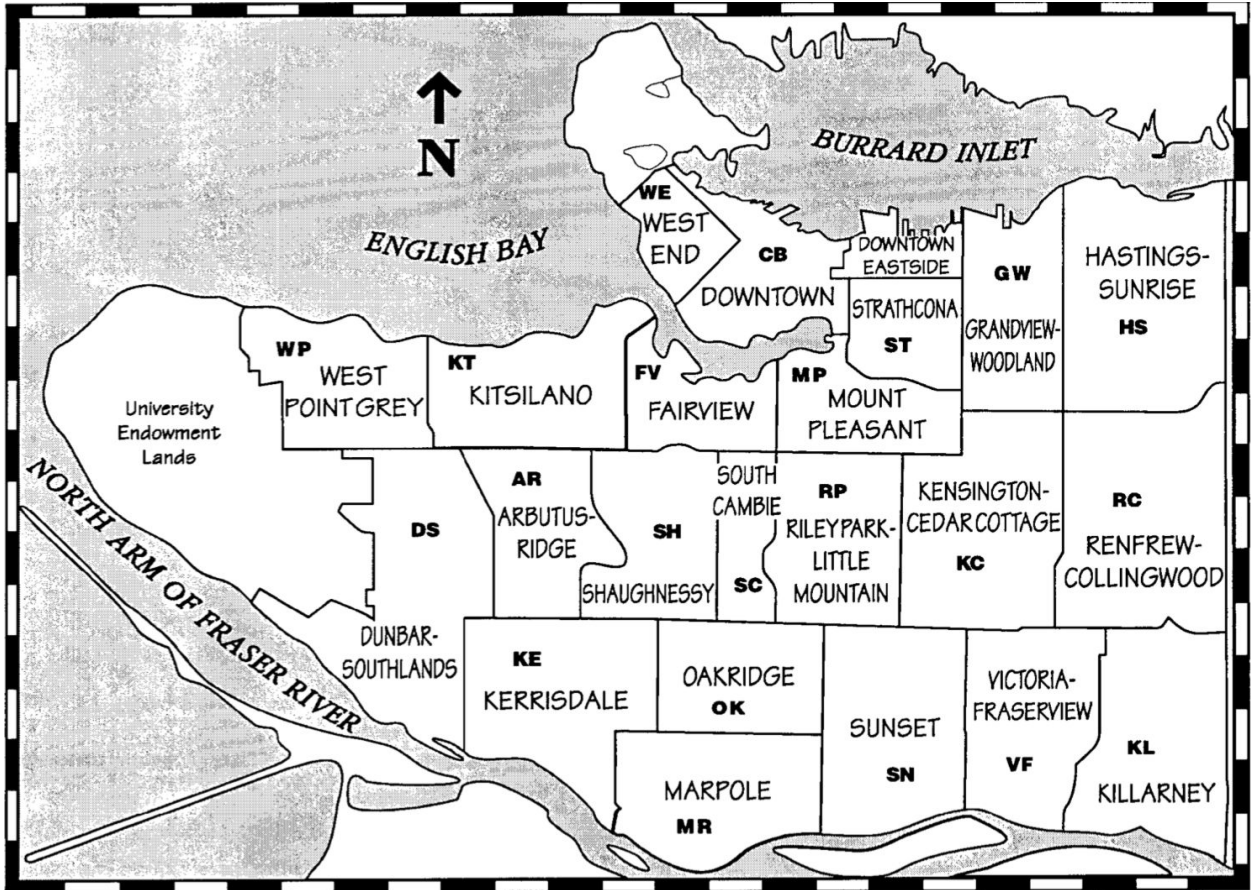 N
BURRARD INLET
ENGLISH BAY
WE
WEST
END
CB
DOWNTOWN
DOWNTOWN
EASTSIDE
STRATHCONA
ST
GW
GRANDVIEW-
WOODLAND
HASTINGS-
SUNRISE
HS
WP
WEST
POINT GREY
KT
KITSILANO
FV
FAIRVIEW
MP
MOUNT
PLEASANT
University
Endowment
Lands
NORTH ARM OF FRASER RIVER
DS
DUNBAR-
SOUTHLANDS
AR
ARBUTUS-
RIDGE
SH
SHAUGHNESSY
SOUTH
CAMBIE
SC
RP
RILEY PARK-
LITTLE
MOUNTAIN
KENSINGTON-
CEDAR COTTAGE
KC
RC
RENFREW-
COLLINGWOOD
KE
KERRISDALE
OAKRIDGE
OK
MARPOLE
MR
SUNSET
SN
VICTORIA-
FRASERVIEW
VF
KL
KILLARNEY